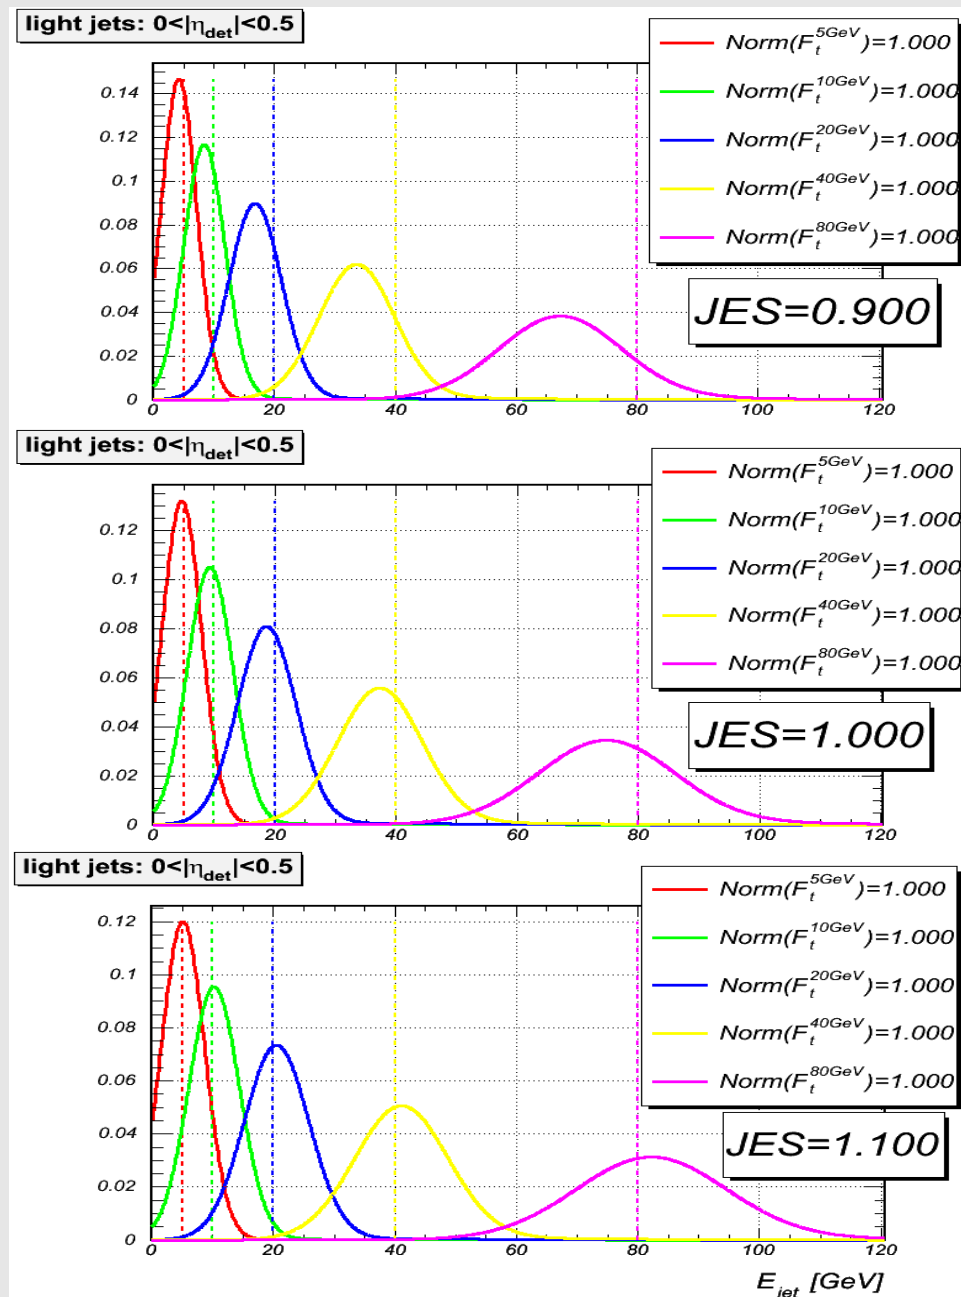 light jets: 0<|η_det|<0.5
Norm(F_t^5GeV)=1.000
Norm(F_t^10GeV)=1.000
Norm(F_t^20GeV)=1.000
Norm(F_t^40GeV)=1.000
Norm(F_t^80GeV)=1.000
JES=0.900
0.14
0.12
0.1
0.08
0.06
0.04
0.02
0
0 20 40 60 80 100 120
light jets: 0<|η_det|<0.5
Norm(F_t^5GeV)=1.000
Norm(F_t^10GeV)=1.000
Norm(F_t^20GeV)=1.000
Norm(F_t^40GeV)=1.000
Norm(F_t^80GeV)=1.000
JES=1.000
0.12
0.1
0.08
0.06
0.04
0.02
0
0 20 40 60 80 100 120
light jets: 0<|η_det|<0.5
Norm(F_t^5GeV)=1.000
Norm(F_t^10GeV)=1.000
Norm(F_t^20GeV)=1.000
Norm(F_t^40GeV)=1.000
Norm(F_t^80GeV)=1.000
JES=1.100
0.12
0.1
0.08
0.06
0.04
0.02
0
0 20 40 60 80 100 120
E_jet [GeV]